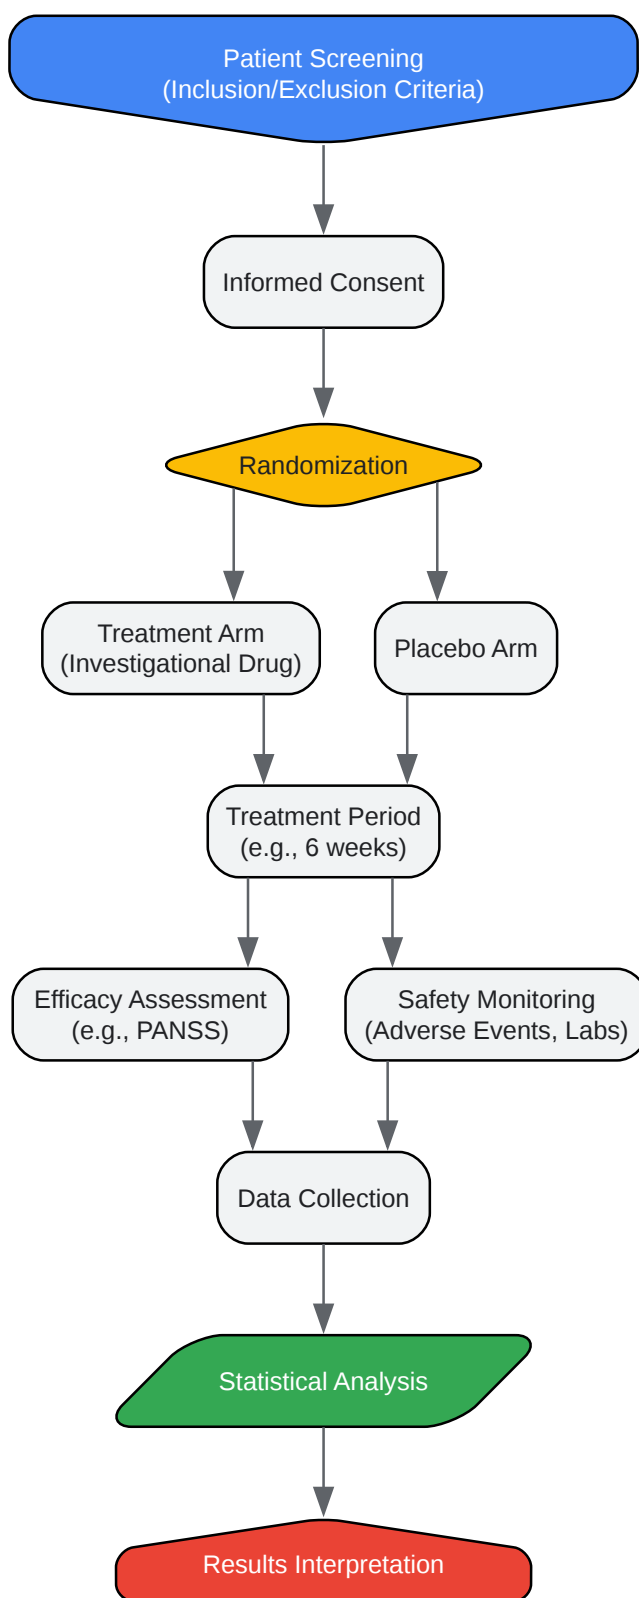 Patient Screening
(Inclusion/Exclusion Criteria)
Informed Consent
Randomization
Treatment Arm
(Investigational Drug)
Placebo Arm
Treatment Period
(e.g., 6 weeks)
Efficacy Assessment
(e.g., PANSS)
Safety Monitoring
(Adverse Events, Labs)
Data Collection
Statistical Analysis
Results Interpretation